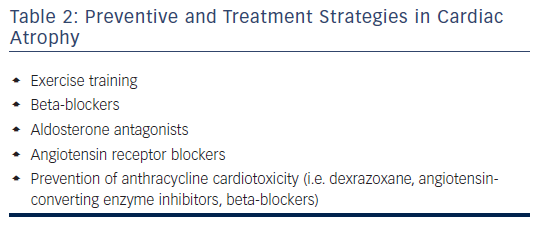 Table 2: Preventive and Treatment Strategies in Cardiac
Atrophy
Exercise training
Beta-blockers
Aldosterone antagonists
Angiotensin receptor blockers
Prevention of anthracycline cardiotoxicity (i.e. dexrazoxane, angiotensin-
converting enzyme inhibitors, beta-blockers)